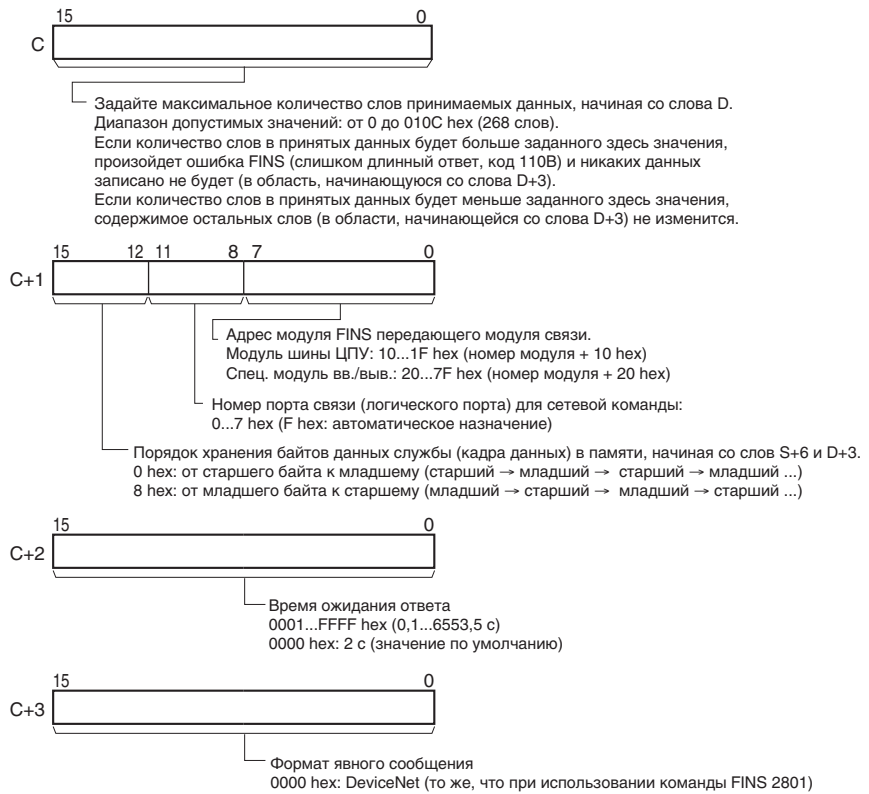 15 0
C
Задайте максимальное количество слов принимаемых данных, начиная со слова D.
Диапазон допустимых значений: от 0 до 010C hex (268 слов).
Если количество слов в принятых данных будет больше заданного здесь значения,
произойдет ошибка FINS (слишком длинный ответ, код 110B) и никаких данных
записано не будет (в область, начинающуюся со слова D+3).
Если количество слов в принятых данных будет меньше заданного здесь значения,
содержимое остальных слов (в области, начинающейся со слова D+3) не изменится.
15 12 11 8 7 0
C+1
Адрес модуля FINS передающего модуля связи.
Модуль шины ЦПУ: 10...1F hex (номер модуля + 10 hex)
Спец. модуль вв./выв.: 20...7F hex (номер модуля + 20 hex)
Номер порта связи (логического порта) для сетевой команды:
0...7 hex (F hex: автоматическое назначение)
Порядок хранения байтов данных службы (кадра данных) в памяти, начиная со слов S+6 и D+3.
0 hex: от старшего байта к младшему (старший → младший → старший → младший ...)
8 hex: от младшего байта к старшему (младший → старший → младший → старший ...)
15 0
C+2
Время ожидания ответа
0001...FFFF hex (0,1...6553,5 с)
0000 hex: 2 с (значение по умолчанию)
15 0
C+3
Формат явного сообщения
0000 hex: DeviceNet (то же, что при использовании команды FINS 2801)